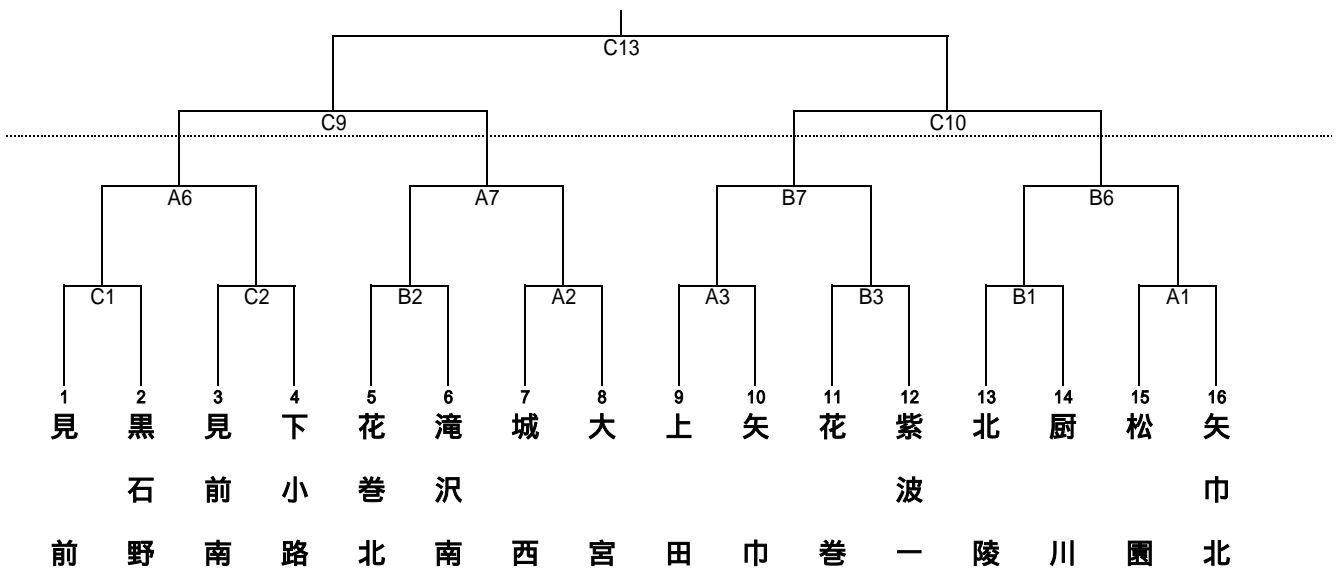 C13
C9 C10
A6 A7 B7 B6
C1 C2 B2 A2 A3 B3 B1 A1
1 2 3 4 5 6 7 8 9 10 11 12 13 14 15 16
見前
黒石野
見前南
下小路
花巻北
滝沢南
城西
大宮
上田
矢巾
花巻
紫波一
北陵
厨川
松園
矢巾北